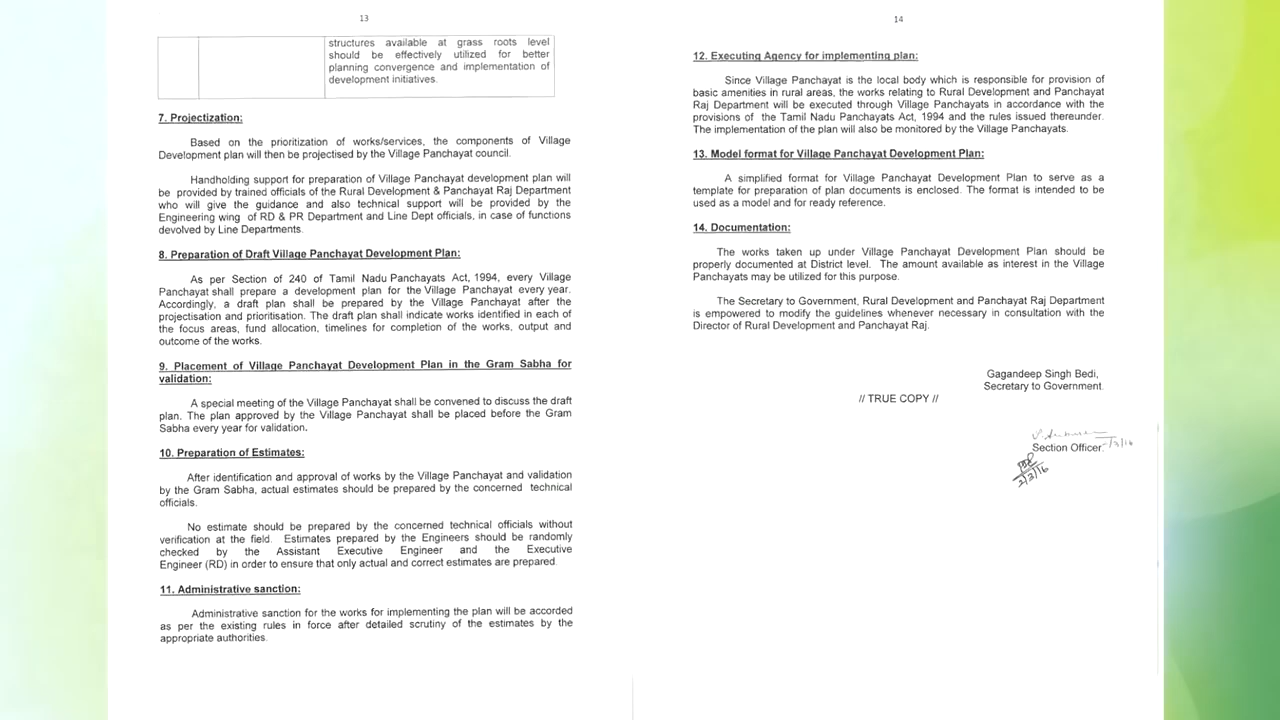 13
structures available at grass roots level
should be effectively utilized for better
planning convergence and implementation of
development initiatives.
7. Projectization:
Based on the prioritization of works/services, the components of Village
Development plan will then be projectised by the Village Panchayat council.
Handholding support for preparation of Village Panchayat development plan will
be provided by trained officials of the Rural Development & Panchayat Raj Department
who will give the guidance and also technical support will be provided by the
Engineering wing of RD & PR Department and Line Dept officials, in case of functions
devolved by Line Departments.
8. Preparation of Draft Village Panchayat Development Plan:
As per Section of 240 of Tamil Nadu Panchayats Act, 1994, every Village
Panchayat shall prepare a development plan for the Village Panchayat every year.
Accordingly, a draft plan shall be prepared by the Village Panchayat after the
projectisation and prioritisation. The draft plan shall indicate works identified in each of
the focus areas, fund allocation, timelines for completion of the works, output and
outcome of the works.
9. Placement of Village Panchayat Development Plan in the Gram Sabha for
validation:
A special meeting of the Village Panchayat shall be convened to discuss the draft
plan. The plan approved by the Village Panchayat shall be placed before the Gram
Sabha every year for validation.
10. Preparation of Estimates:
After identification and approval of works by the Village Panchayat and validation
by the Gram Sabha, actual estimates should be prepared by the concerned technical
officials.
No estimate should be prepared by the concerned technical officials without
verification at the field. Estimates prepared by the Engineers should be randomly
checked by the Assistant Executive Engineer and the Executive
Engineer (RD) in order to ensure that only actual and correct estimates are prepared.
11. Administrative sanction:
Administrative sanction for the works for implementing the plan will be accorded
as per the existing rules in force after detailed scrutiny of the estimates by the
appropriate authorities.
14
12. Executing Agency for implementing plan:
Since Village Panchayat is the local body which is responsible for provision of
basic amenities in rural areas, the works relating to Rural Development and Panchayat
Raj Department will be executed through Village Panchayats in accordance with the
provisions of the Tamil Nadu Panchayats Act, 1994 and the rules issued thereunder.
The implementation of the plan will also be monitored by the Village Panchayats.
13. Model format for Village Panchayat Development Plan:
A simplified format for Village Panchayat Development Plan to serve as a
template for preparation of plan documents is enclosed. The format is intended to be
used as a model and for ready reference.
14. Documentation:
The works taken up under Village Panchayat Development Plan should be
properly documented at District level. The amount available as interest in the Village
Panchayats may be utilized for this purpose.
The Secretary to Government, Rural Development and Panchayat Raj Department
is empowered to modify the guidelines whenever necessary in consultation with the
Director of Rural Development and Panchayat Raj.
Gagandeep Singh Bedi,
Secretary to Government.
// TRUE COPY //
Section Officer.
2/3/16